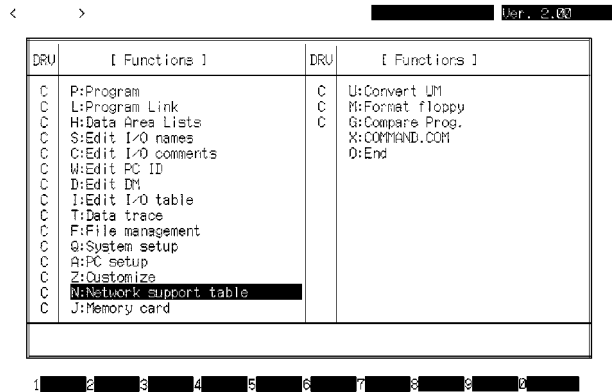 < >
Ver. 2.00
DRV [ Functions ] DRV [ Functions ]
C P:Program C U:Convert UM
C L:Program Link C M:Format floppy
C H:Data Area Lists C G:Compare Prog.
C S:Edit I/O names X:COMMAND.COM
C C:Edit I/O comments O:End
C W:Edit PC ID
C D:Edit DM
C I:Edit I/O table
C T:Data trace
C F:File management
C Q:System setup
C A:PC setup
C Z:Customize
C N:Network support table
C J:Memory card
1 2 3 4 5 6 7 8 9 0